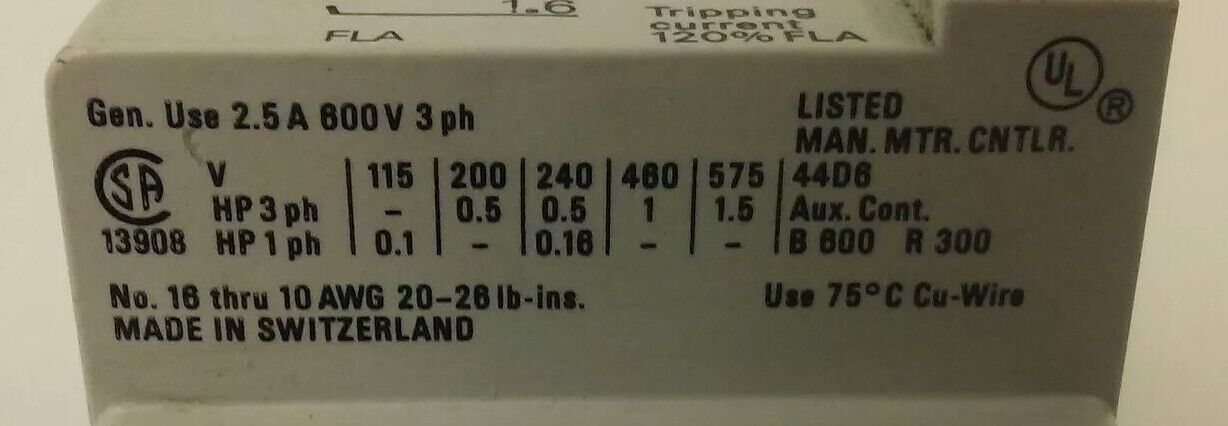 1.6
FLA
Tripping
current
120% FLA
Gen. Use 2.5 A 600 V 3 ph
UL
®
LISTED
MAN. MTR. CNTLR.
SA
13908
V | 115 | 200 | 240 | 460 | 575 | 44D6
HP 3 ph | – | 0.5 | 0.5 | 1 | 1.5 | Aux. Cont.
HP 1 ph | 0.1 | – | 0.16 | – | – | B 600 R 300
No. 16 thru 10 AWG 20–26 lb-ins.
Use 75°C Cu-Wire
MADE IN SWITZERLAND